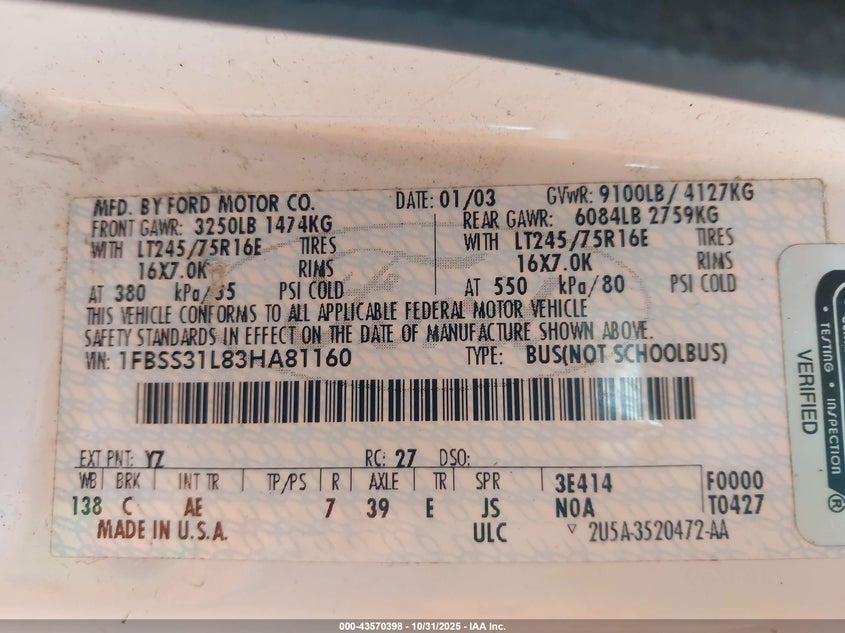 MFD. BY FORD MOTOR CO. DATE: 01/03 GVWR: 9100LB/ 4127KG
FRONT GAWR: 3250LB 1474KG REAR GAWR: 6084LB 2759KG
WITH LT245/75R16E TIRES WITH LT245/75R16E TIRES
16X7.0K RIMS 16X7.0K RIMS
AT 380 kPa/55 PSI COLD AT 550 kPa/80 PSI COLD
THIS VEHICLE CONFORMS TO ALL APPLICABLE FEDERAL MOTOR VEHICLE
SAFETY STANDARDS IN EFFECT ON THE DATE OF MANUFACTURE SHOWN ABOVE.
VIN: 1FBSS31L83HA81160 TYPE: BUS(NOT SCHOOLBUS)
EXT PNT: YZ RC: 27 DSO:
WB BRK INT TR TP/PS R AXLE TR SPR 3E414 F0000
138 C AE 7 39 E JS N0A T0427
MADE IN U.S.A. ULC 2U5A-3520472-AA
TESTING INSPECTION
VERIFIED
®
000-43570398 - 10/31/2025 - IAA Inc.